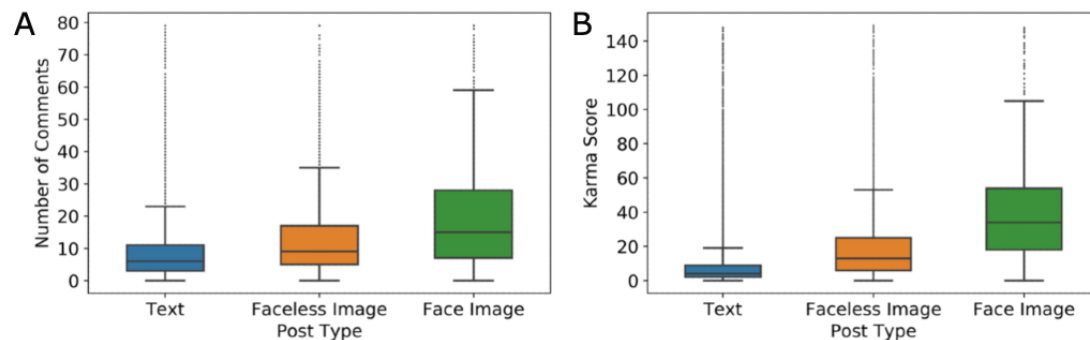 A
Number of Comments
80
70
60
50
40
30
20
10
0
Text
Faceless Image
Face Image
Post Type
B
Karma Score
140
120
100
80
60
40
20
0
Text
Faceless Image
Face Image
Post Type